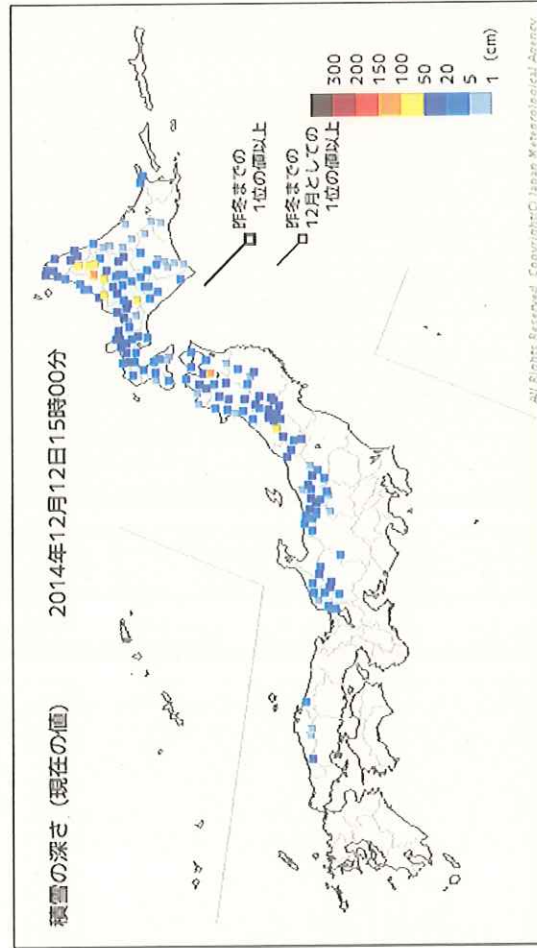 積雪の深さ (現在の値)
2014年12月12日15時00分
昨冬までの
1位の値以上
昨冬までの
12月としての
1位の値以上
(cm)
300
200
150
100
50
20
5
1
All Rights Reserved. Copyright(C) Japan Meteorological Agency